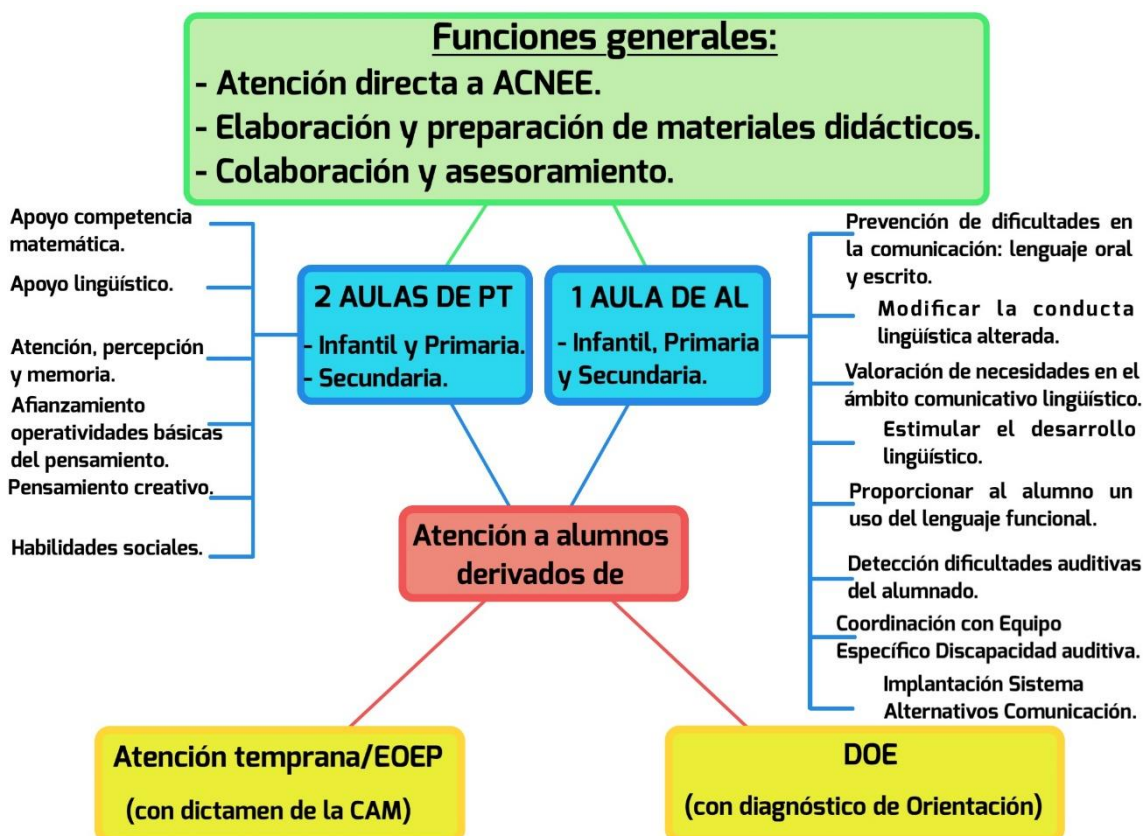 Funciones generales:
- Atención directa a ACNEE.
- Elaboración y preparación de materiales didácticos.
- Colaboración y asesoramiento.
Apoyo competencia
matemática.
Apoyo lingüístico.
Atención, percepción
y memoria.
Afianzamiento
operatividades básicas
del pensamiento.
Pensamiento creativo.
Habilidades sociales.
2 AULAS DE PT
- Infantil y Primaria.
- Secundaria.
1 AULA DE AL
- Infantil, Primaria
y Secundaria.
Prevención de dificultades en
la comunicación: lenguaje oral
y escrito.
Modificar la conducta
lingüística alterada.
Valoración de necesidades en el
ámbito comunicativo lingüístico.
Estimular el desarrollo
lingüístico.
Proporcionar al alumno un
uso del lenguaje funcional.
Detección dificultades auditivas
del alumnado.
Coordinación con Equipo
Específico Discapacidad auditiva.
Implantación Sistema
Alternativos Comunicación.
Atención a alumnos
derivados de
Atención temprana/EOEP
(con dictamen de la CAM)
DOE
(con diagnóstico de Orientación)